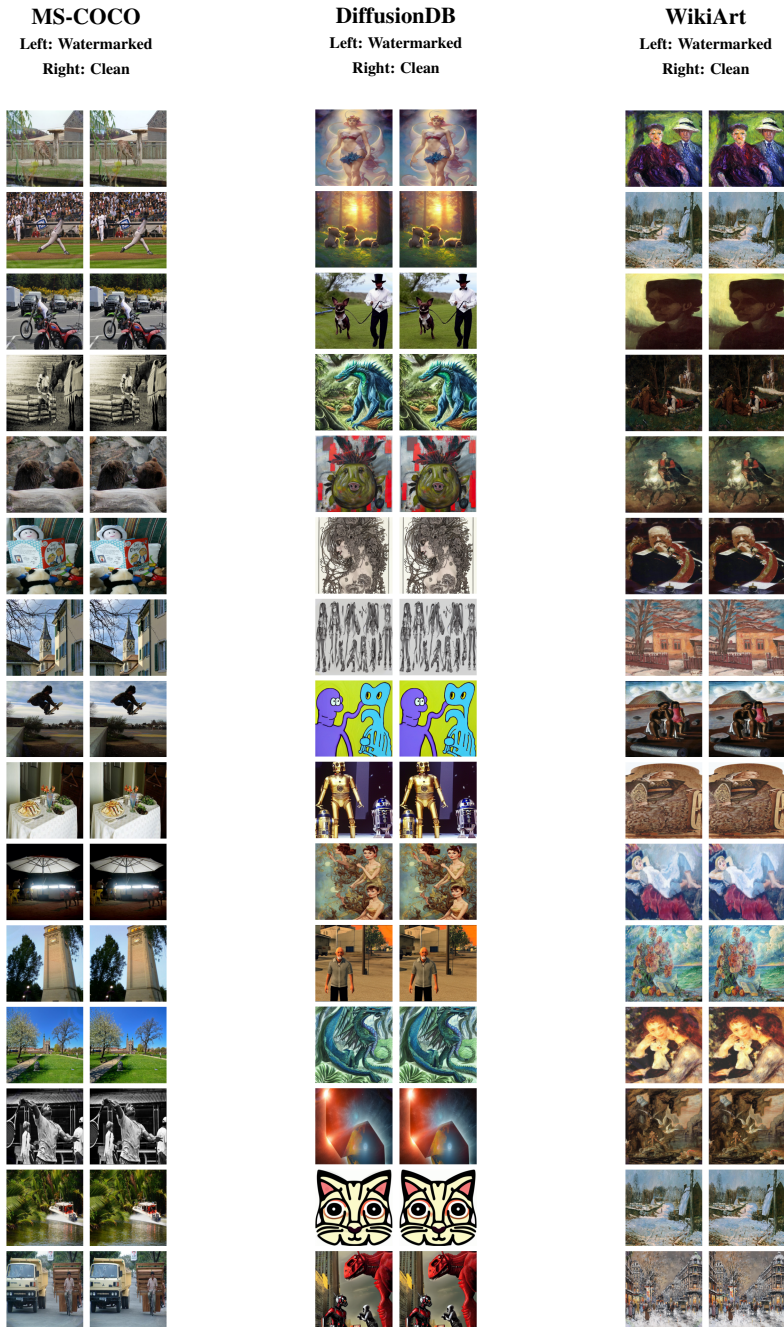 MS-COCO
Left: Watermarked
Right: Clean
DiffusionDB
Left: Watermarked
Right: Clean
WikiArt
Left: Watermarked
Right: Clean